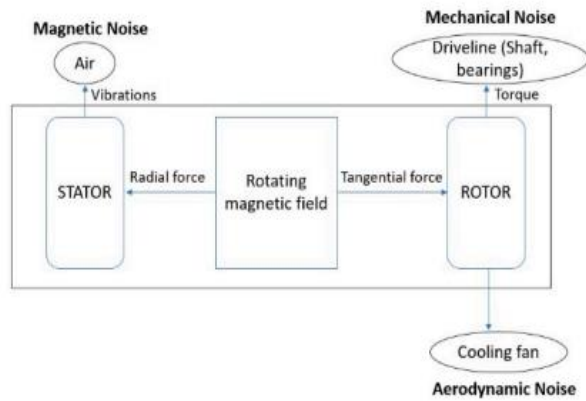 Magnetic Noise
Mechanical Noise
Air
Driveline (Shaft,
bearings)
Vibrations
Torque
STATOR
Radial force
Rotating
magnetic field
Tangential force
ROTOR
Cooling fan
Aerodynamic Noise